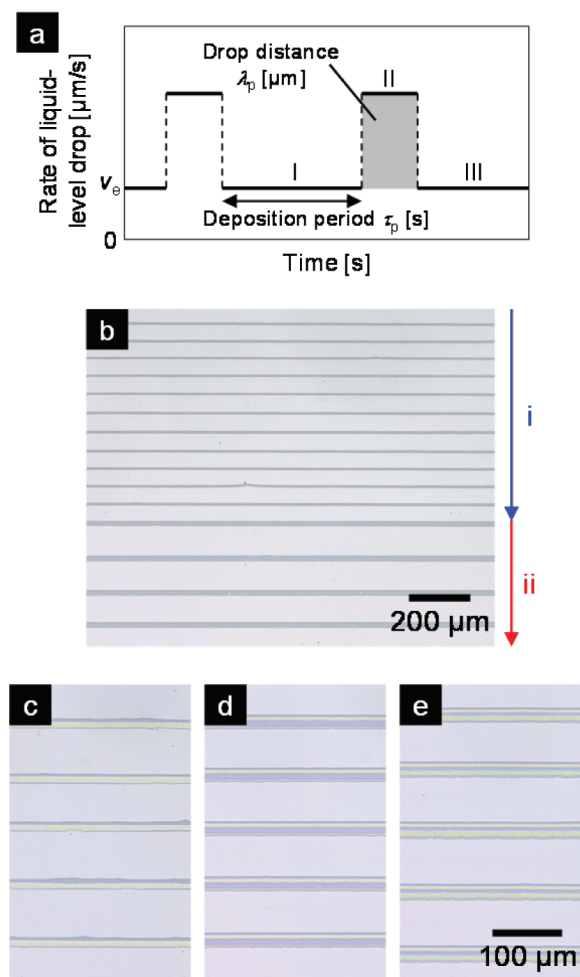 a
Rate of liquid-
level drop [μm/s]
Drop distance
λp [μm]
II
I
III
ve
Deposition period τp [s]
0
Time [s]
b
i
ii
200 μm
c
d
e
100 μm